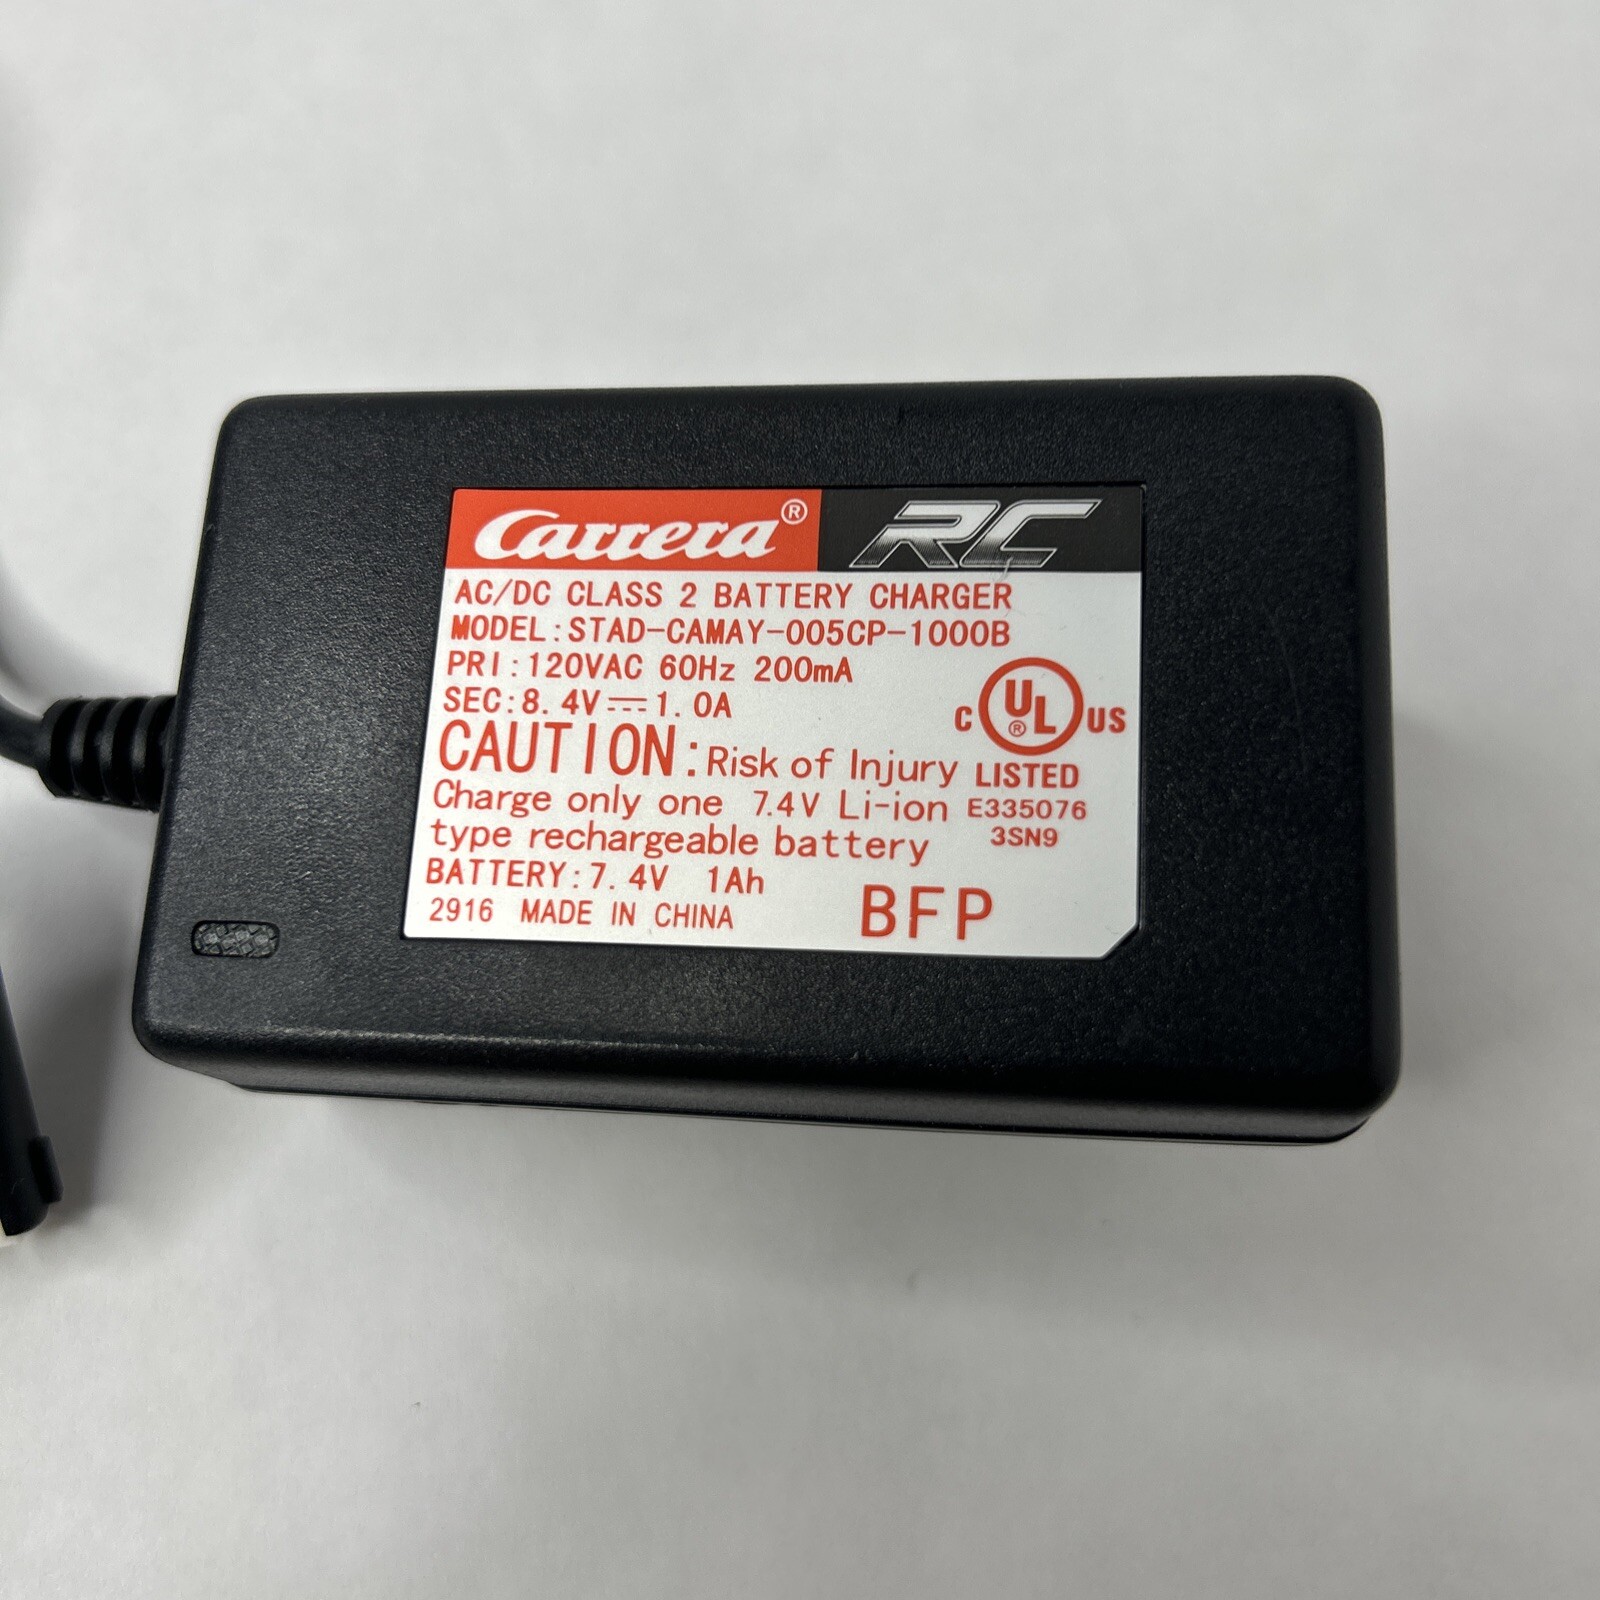 Carrera® RC
AC/DC CLASS 2 BATTERY CHARGER
MODEL:STAD-CAMAY-005CP-1000B
PRI:120VAC 60Hz 200mA
SEC:8.4V⎓1.0A
C UL® US
CAUTION:Risk of Injury LISTED
Charge only one 7.4V Li-ion E335076
type rechargeable battery 3SN9
BATTERY:7.4V 1Ah
2916 MADE IN CHINA BFP